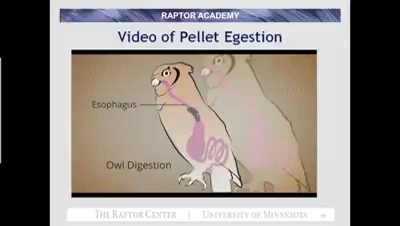 RAPTOR ACADEMY
Video of Pellet Egestion
Esophagus
Owl Digestion
THE RAPTOR CENTER | UNIVERSITY OF MINNESOTA